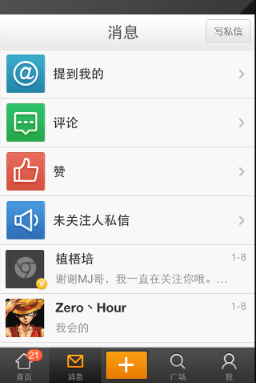 消息
写私信
提到我的
评论
赞
未关注人私信
植梧培
1-8
谢谢MJ哥，我一直在关注你哦。...
Zero丶Hour
1-8
我会的
21
首页
消息
广场
我